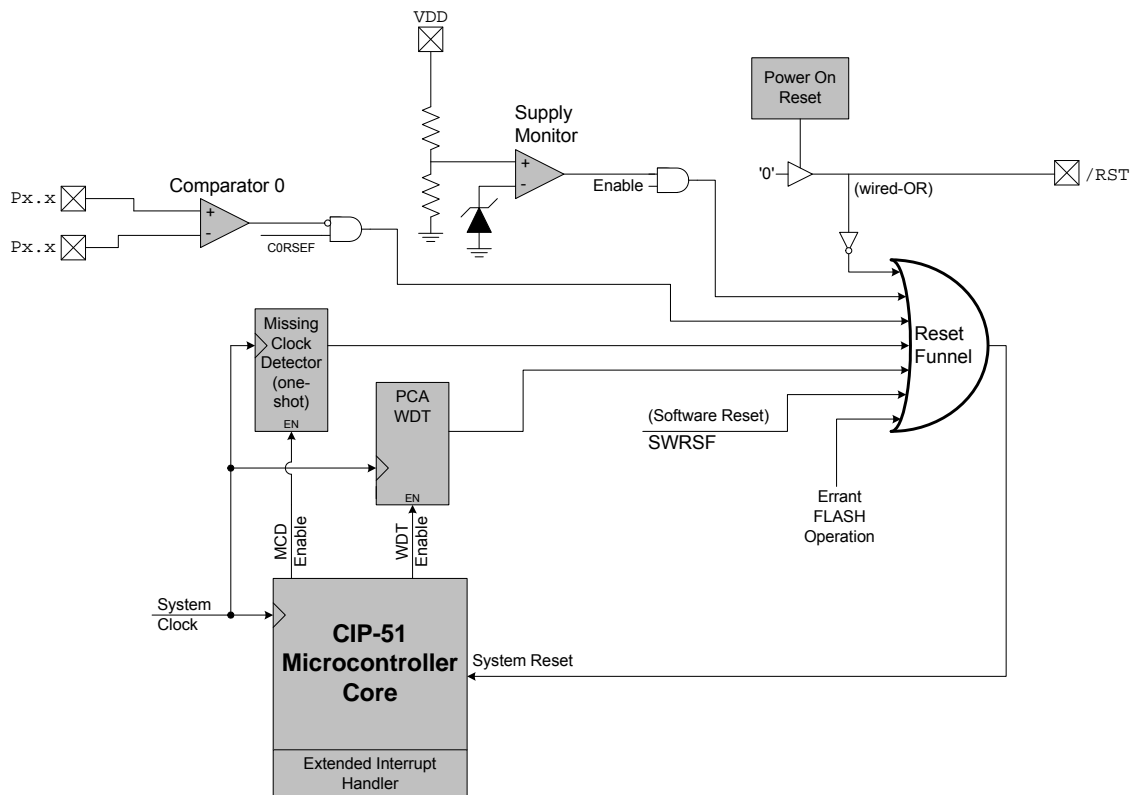 VDD
Power On
Reset
Supply
Monitor
+
-
Enable
'0'
(wired-OR)
/RST
Comparator 0
Px.x
Px.x
+
-
C0RSEF
Missing
Clock
Detector
(one-
shot)
EN
PCA
WDT
EN
Reset
Funnel
(Software Reset)
SWRSF
Errant
FLASH
Operation
MCD
Enable
WDT
Enable
System
Clock
CIP-51
Microcontroller
Core
System Reset
Extended Interrupt
Handler